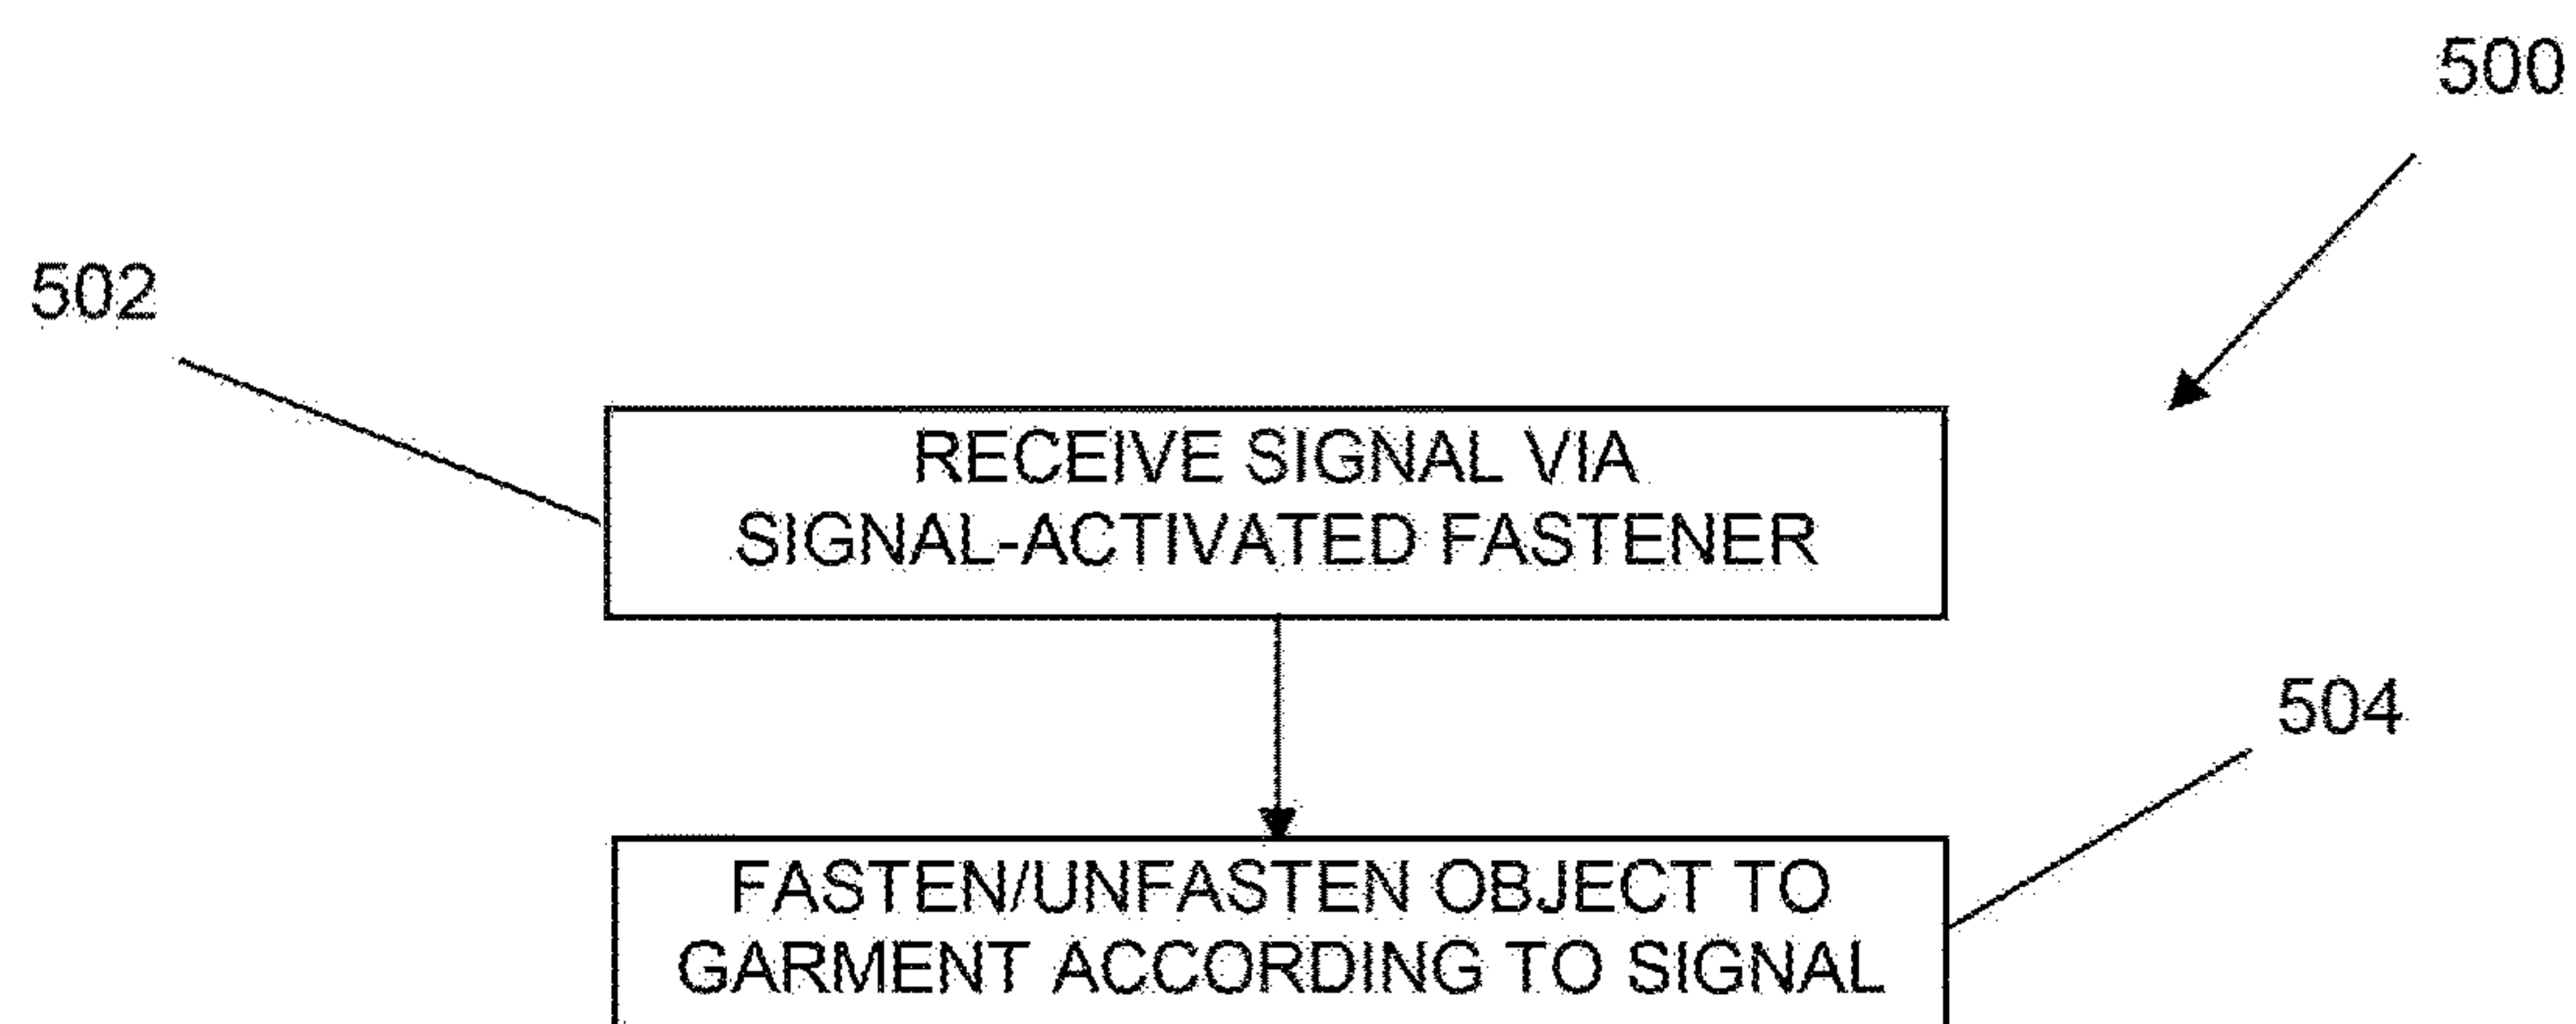 500
502
RECEIVE SIGNAL VIA
SIGNAL-ACTIVATED FASTENER
504
FASTEN/UNFASTEN OBJECT TO
GARMENT ACCORDING TO SIGNAL